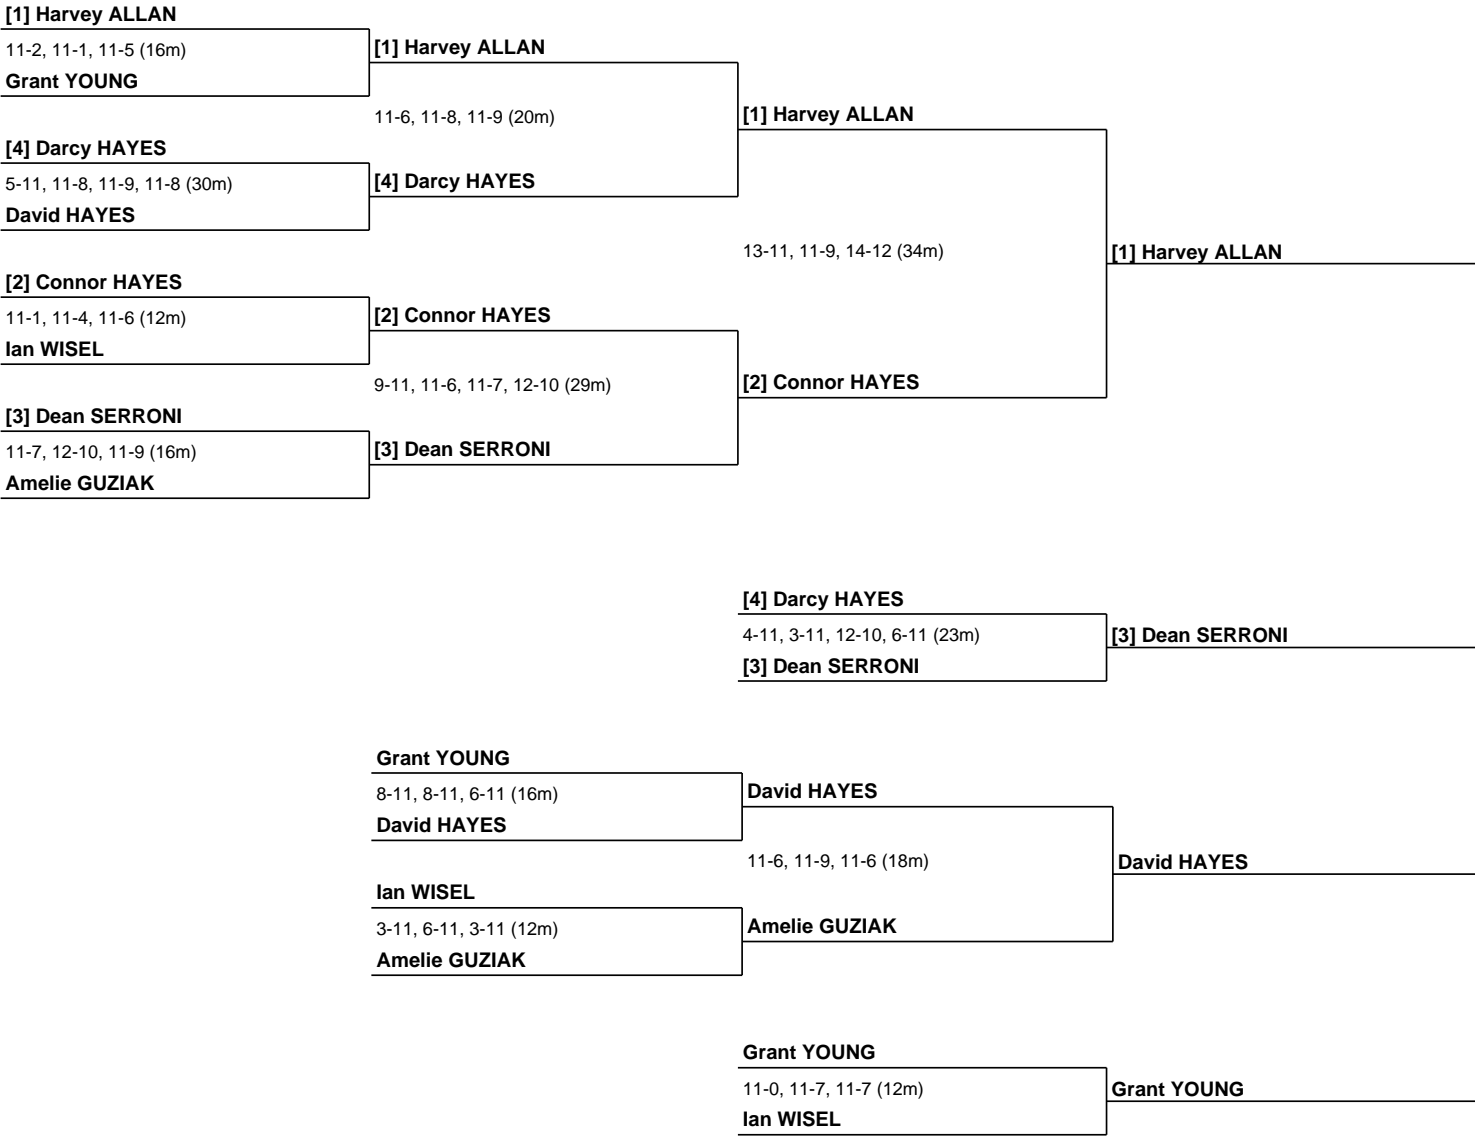 [1] Harvey ALLAN
11-2, 11-1, 11-5 (16m)
Grant YOUNG
[4] Darcy HAYES
5-11, 11-8, 11-9, 11-8 (30m)
David HAYES
[2] Connor HAYES
11-1, 11-4, 11-6 (12m)
Ian WISEL
[3] Dean SERRONI
11-7, 12-10, 11-9 (16m)
Amelie GUZIAK
[1] Harvey ALLAN
11-6, 11-8, 11-9 (20m)
[4] Darcy HAYES
[2] Connor HAYES
9-11, 11-6, 11-7, 12-10 (29m)
[3] Dean SERRONI
[1] Harvey ALLAN
13-11, 11-9, 14-12 (34m)
[2] Connor HAYES
[1] Harvey ALLAN
[4] Darcy HAYES
4-11, 3-11, 12-10, 6-11 (23m)
[3] Dean SERRONI
[3] Dean SERRONI
Grant YOUNG
8-11, 8-11, 6-11 (16m)
David HAYES
Ian WISEL
3-11, 6-11, 3-11 (12m)
Amelie GUZIAK
David HAYES
11-6, 11-9, 11-6 (18m)
Amelie GUZIAK
David HAYES
Grant YOUNG
11-0, 11-7, 11-7 (12m)
Ian WISEL
Grant YOUNG